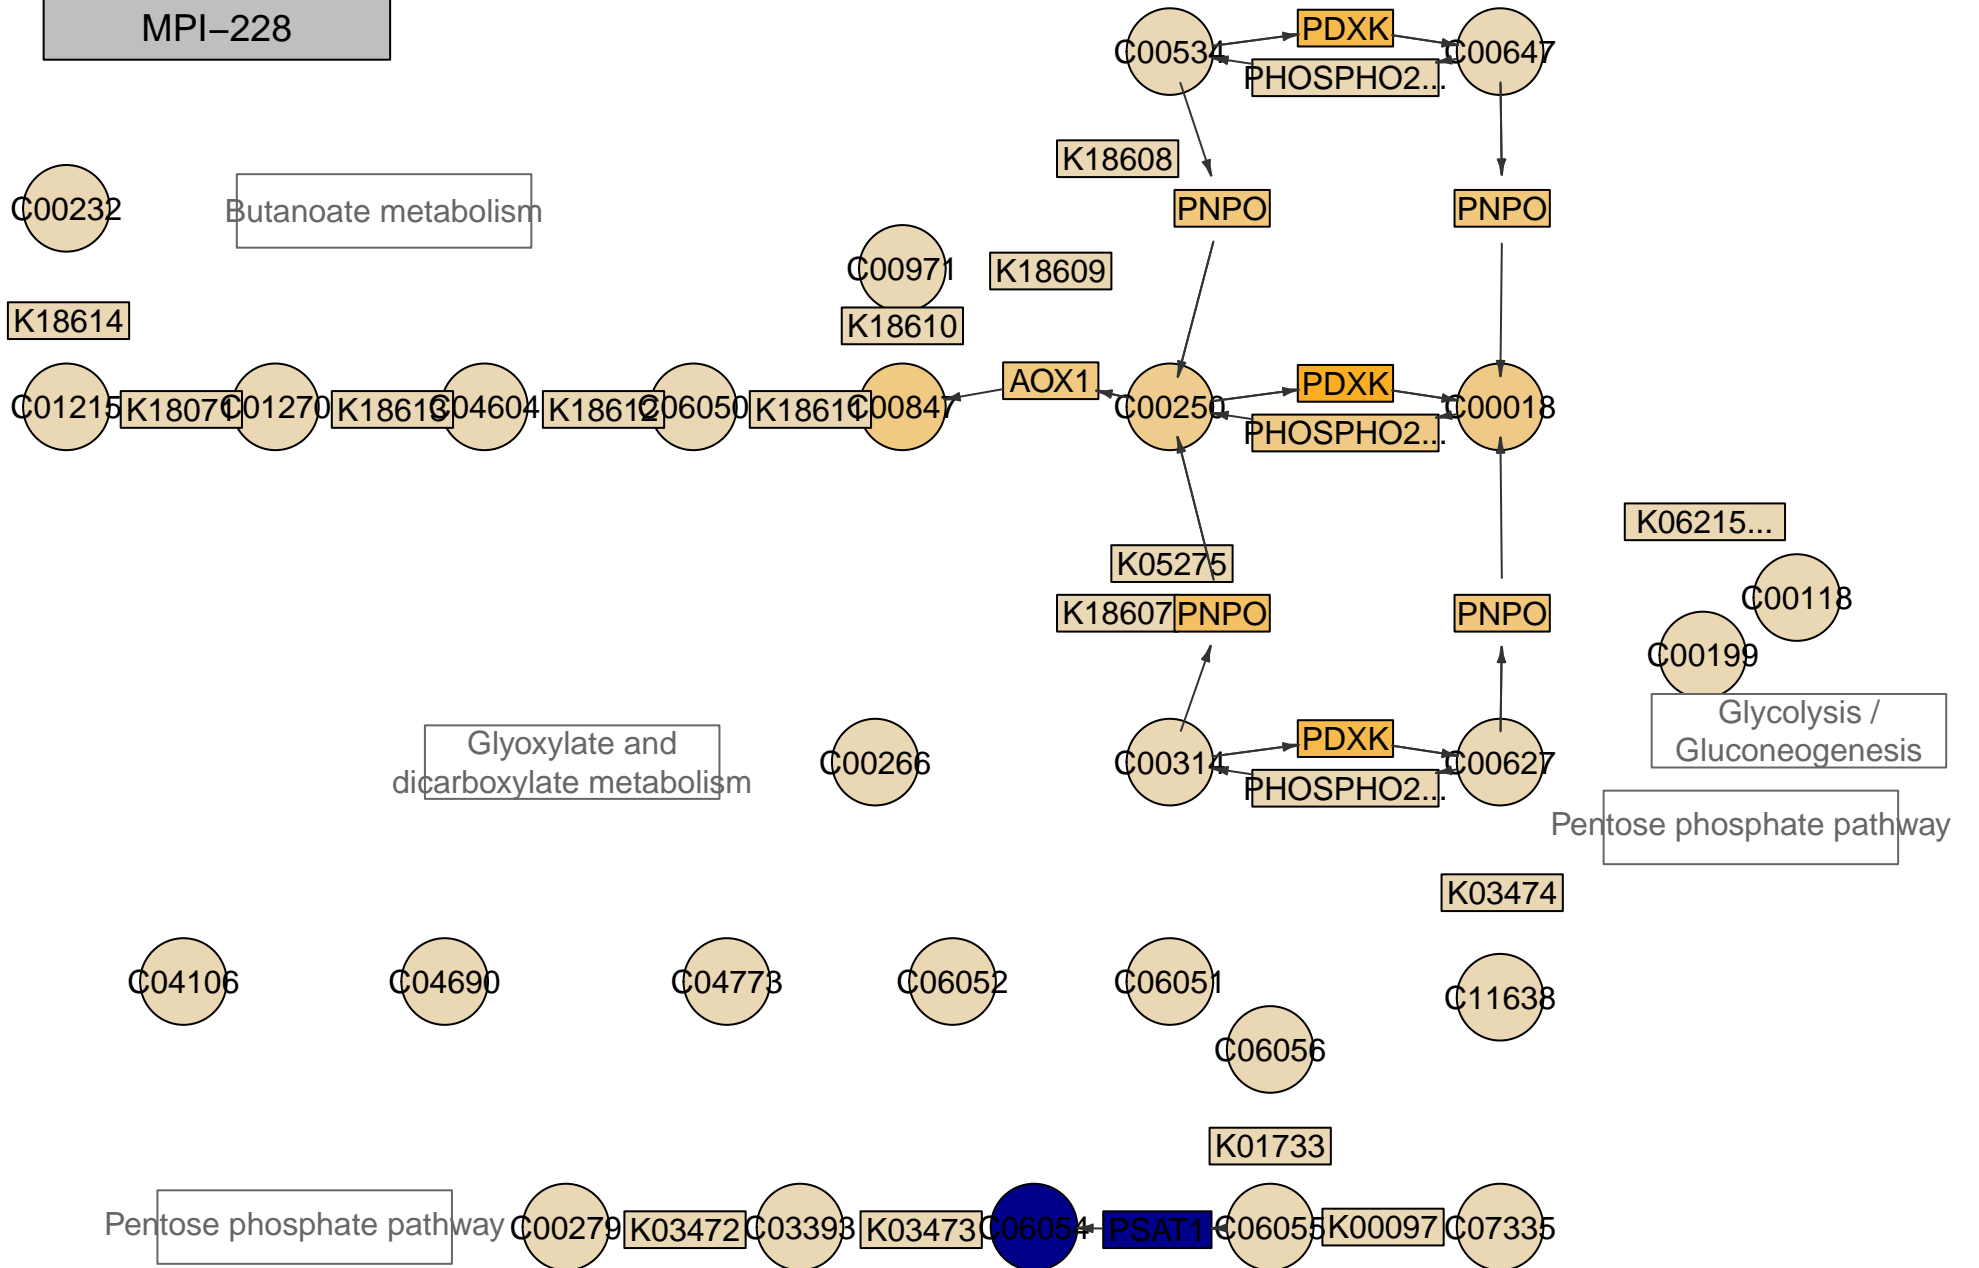 MPI–228
C00534
PDXK
C00647
PHOSPHO2...
K18608
C00232
Butanoate metabolism
PNPO
PNPO
C00971
K18609
K18614
K18610
C01215
K18071
C01270
K18613
C04604
K18612
C06050
K18611
C00847
AOX1
C00250
PDXK
C00018
PHOSPHO2...
K06215...
K05275
C00118
K18607
PNPO
PNPO
C00199
Glycolysis /
Gluconeogenesis
Glyoxylate and
dicarboxylate metabolism
C00266
C00314
PDXK
C00627
PHOSPHO2...
Pentose phosphate pathway
K03474
C04106
C04690
C04773
C06052
C06051
C11638
C06056
K01733
Pentose phosphate pathway
C00279
K03472
C03393
K03473
C06054
PSAT1
C06055
K00097
C07335